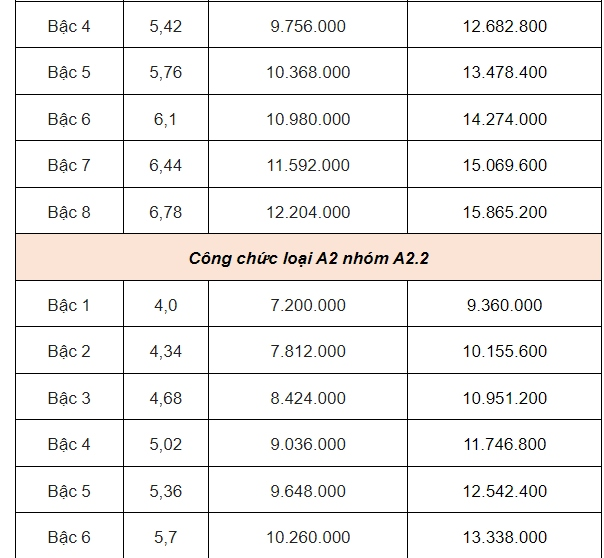 Bậc 4 5,42 9.756.000 12.682.800
Bậc 5 5,76 10.368.000 13.478.400
Bậc 6 6,1 10.980.000 14.274.000
Bậc 7 6,44 11.592.000 15.069.600
Bậc 8 6,78 12.204.000 15.865.200
Công chức loại A2 nhóm A2.2
Bậc 1 4,0 7.200.000 9.360.000
Bậc 2 4,34 7.812.000 10.155.600
Bậc 3 4,68 8.424.000 10.951.200
Bậc 4 5,02 9.036.000 11.746.800
Bậc 5 5,36 9.648.000 12.542.400
Bậc 6 5,7 10.260.000 13.338.000